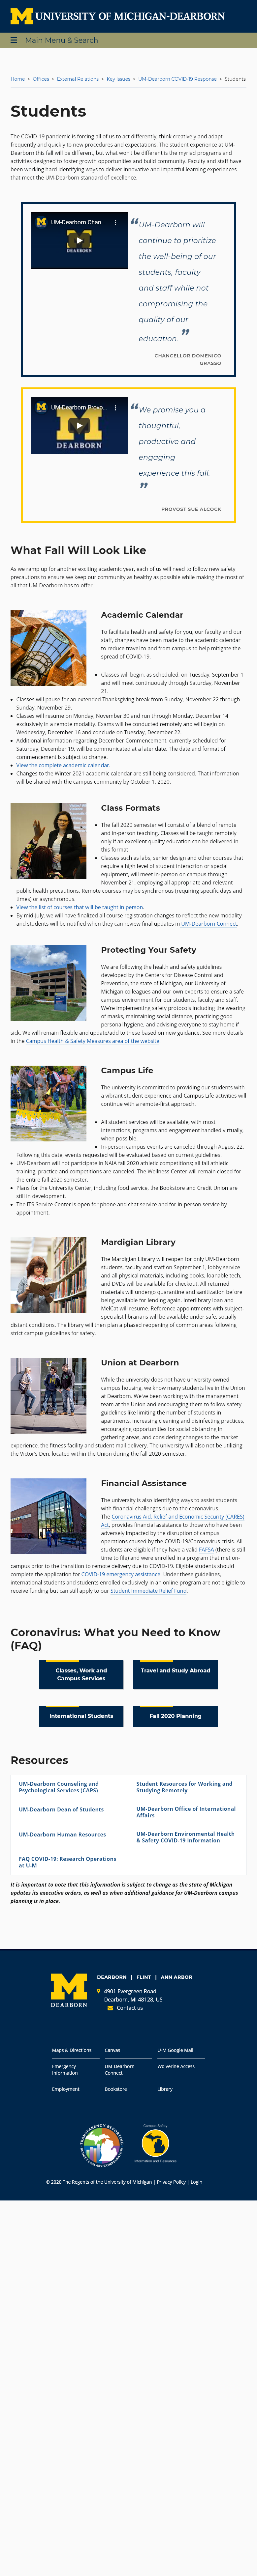 UNIVERSITY OF MICHIGAN-DEARBORN
Main Menu & Search
Home > Offices > External Relations > Key Issues > UM-Dearborn COVID-19 Response > Students
Students
The COVID-19 pandemic is forcing all of us to act differently, think creatively and adapt
frequently and quickly to new procedures and expectations. The student experience at UM-
Dearborn this fall will be different, but what won't be different is the myriad programs and
opportunities designed to foster growth, engage minds and build community. Faculty and staff have
been working hard identifying ways to deliver innovative and impactful learning experiences
that meet the UM-Dearborn standard of excellence.
UM-Dearborn Chan...
“UM-Dearborn will
continue to prioritize
the well-being of our
students, faculty
and staff while not
compromising the
quality of our
education. ”
CHANCELLOR DOMENICO
GRASSO
UM-Dearborn Provo...
“We promise you a
thoughtful,
productive and
engaging
experience this fall.
”
PROVOST SUE ALCOCK
What Fall Will Look Like
As we ramp up for another exciting academic year, each of us will need to follow new safety
precautions to ensure we keep our community as healthy as possible while making the most of
all that UM-Dearborn has to offer.
Academic Calendar
To facilitate health and safety for you, our faculty and our
staff, changes have been made to the academic calendar
to reduce travel to and from campus to help mitigate the
spread of COVID-19.
Classes will begin, as scheduled, on Tuesday, September 1
and will meet continuously through Saturday, November
21.
Classes will pause for an extended Thanksgiving break from Sunday, November 22 through
Sunday, November 29.
Classes will resume on Monday, November 30 and run through Monday, December 14
exclusively in a remote modality. Exams will be conducted remotely and will begin on
Wednesday, December 16 and conclude on Tuesday, December 22.
Additional information regarding December Commencement, currently scheduled for
Saturday, December 19, will be communicated at a later date. The date and format of
commencement is subject to change.
View the complete academic calendar.
Changes to the Winter 2021 academic calendar are still being considered. That information
will be shared with the campus community by October 1, 2020.
Class Formats
The fall 2020 semester will consist of a blend of remote
and in-person teaching. Classes will be taught remotely
only if an excellent quality education can be delivered in
this format.
Classes such as labs, senior design and other courses that
require a high level of student interaction or special
equipment, will meet in person on campus through
November 21, employing all appropriate and relevant
public health precautions. Remote courses may be synchronous (requiring specific days and
times) or asynchronous.
View the list of courses that will be taught in person.
By mid-July, we will have finalized all course registration changes to reflect the new modality
and students will be notified when they can review final updates in UM-Dearborn Connect.
Protecting Your Safety
We are following the health and safety guidelines
developed by the Centers for Disease Control and
Prevention, the state of Michigan, our University of
Michigan colleagues and our own experts to ensure a safe
and healthy campus for our students, faculty and staff.
We're implementing safety protocols including the wearing
of masks, maintaining social distance, practicing good
personal hygiene, and advising everyone to stay home if
sick. We will remain flexible and update/add to these based on new guidance. See more details
in the Campus Health & Safety Measures area of the website.
Campus Life
The university is committed to providing our students with
a vibrant student experience and Campus Life activities will
continue with a remote-first approach.
All student services will be available, with most
interactions, programs and engagement handled virtually,
when possible.
In-person campus events are canceled through August 22.
Following this date, events requested will be evaluated based on current guidelines.
UM-Dearborn will not participate in NAIA fall 2020 athletic competitions; all fall athletic
training, practice and competitions are canceled. The Wellness Center will remain closed for
the entire fall 2020 semester.
Plans for the University Center, including food service, the Bookstore and Credit Union are
still in development.
The ITS Service Center is open for phone and chat service and for in-person service by
appointment.
Mardigian Library
The Mardigian Library will reopen for only UM-Dearborn
students, faculty and staff on September 1, lobby service
and all physical materials, including books, loanable tech,
and DVDs will be available for checkout. All returned
materials will undergo quarantine and sanitization before
being available for lending again. Interlibrary loan and
MelCat will resume. Reference appointments with subject-
specialist librarians will be available under safe, socially
distant conditions. The library will then plan a phased reopening of common areas following
strict campus guidelines for safety.
Union at Dearborn
While the university does not have university-owned
campus housing, we know many students live in the Union
at Dearborn. We've been working with the management
team at the Union and expect them to follow new safety
guidelines like limiting the number of students in
apartments, increasing cleaning and disinfecting practices,
encouraging opportunities for social distancing in
gathering areas, and considering changes to the market
experience, the fitness facility and student mail delivery. The university will also not be utilizing
the Victor's Den, located within the Union during the fall 2020 semester.
Financial Assistance
The university is also identifying ways to assist students
with financial challenges due to the coronavirus.
The Coronavirus Aid, Relief and Economic Security (CARES)
Act, provides assistance to those who have been
adversely impacted by the disruption of campus
operations caused by the COVID-19/Coronavirus crisis. All
students are eligible if they have a valid FAFSA (there is still
time to file) and were enrolled in a program that met on-
campus prior to the transition to remote delivery due to COVID-19. Eligible students should
complete the application for COVID-19 emergency assistance. Under these guidelines,
international students and students enrolled exclusively in an online program are not eligible to
receive funding but can still apply to our Student Immediate Relief Fund.
Coronavirus: What you Need to Know
(FAQ)
Classes, Work and
Campus Services
Travel and Study Abroad
International Students
Fall 2020 Planning
Resources
UM-Dearborn Counseling and
Psychological Services (CAPS)
Student Resources for Working and
Studying Remotely
UM-Dearborn Dean of Students
UM-Dearborn Office of International
Affairs
UM-Dearborn Human Resources
UM-Dearborn Environmental Health
& Safety COVID-19 Information
FAQ COVID-19: Research Operations
at U-M
It is important to note that this information is subject to change as the state of Michigan
updates its executive orders, as well as when additional guidance for UM-Dearborn campus
planning is in place.
DEARBORN | FLINT | ANN ARBOR
DEARBORN
4901 Evergreen Road
Dearborn, MI 48128, US
Contact us
Maps & Directions
Canvas
U-M Google Mail
Emergency
Information
UM-Dearborn
Connect
Wolverine Access
Employment
Bookstore
Library
Campus Safety
Information and Resources
© 2020 The Regents of the University of Michigan | Privacy Policy | Login